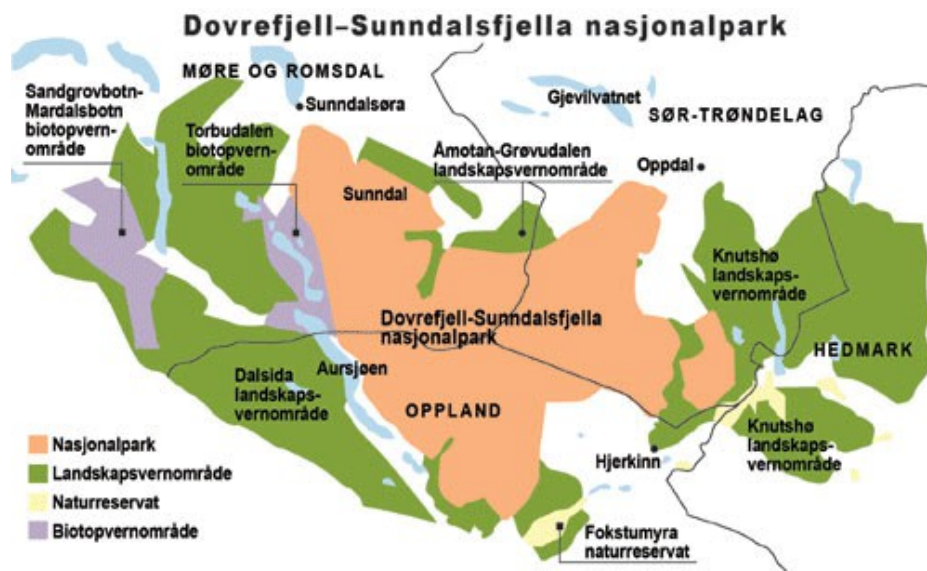 Dovrefjell–Sunndalsfjella nasjonalpark
MØRE OG ROMSDAL
Sandgrovbotn-
Mardalsbotn
biotopvern-
område
Sunndalsøra
Torbudalen
biotopvern-
område
Gjevilvatnet
SØR-TRØNDELAG
Åmotan-Grøvudalen
landskapsvernområde
Oppdal
Sunndal
Knutshø
landskaps-
vernområde
Dovrefjell-Sunndalsfjella
nasjonalpark
HEDMARK
Aursjøen
Dalsida
landskaps-
vernområde
OPPLAND
Knutshø
landskaps-
vernområde
Hjerkinn
Fokstumyra
naturreservat
Nasjonalpark
Landskapsvernområde
Naturreservat
Biotopvernområde